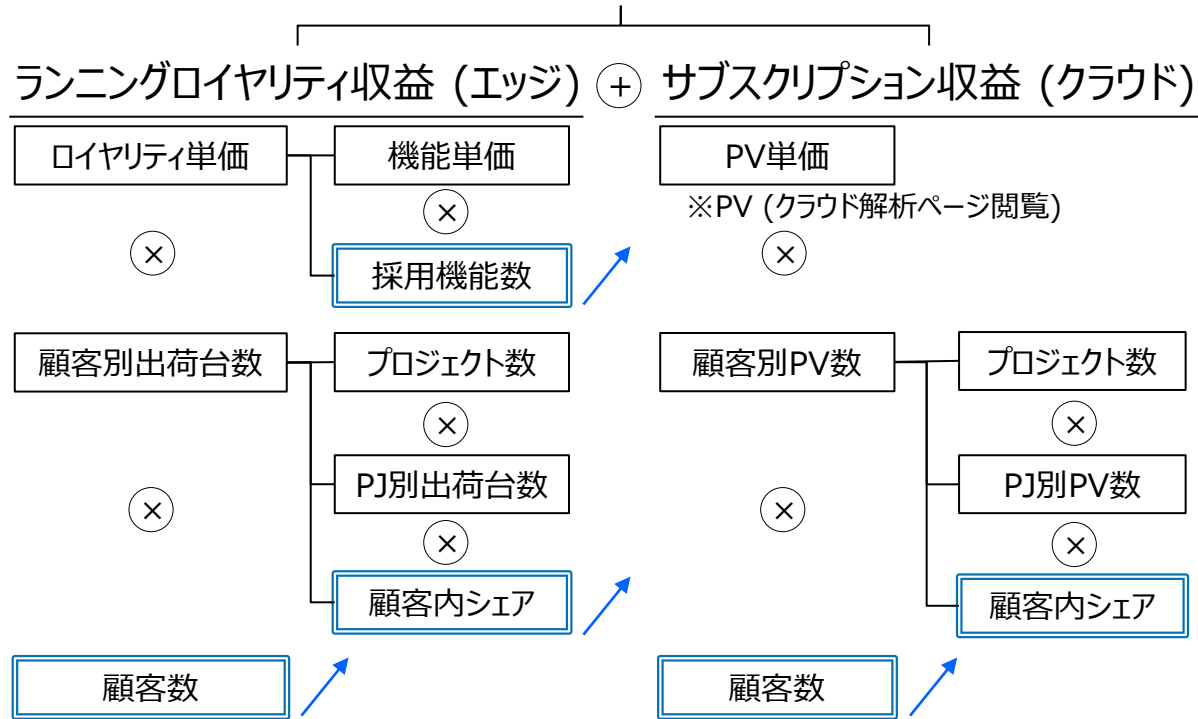 ランニングロイヤリティ収益 (エッジ) + サブスクリプション収益 (クラウド)
ロイヤリティ単価
機能単価
×
採用機能数
×
顧客別出荷台数
プロジェクト数
×
PJ別出荷台数
×
顧客内シェア
×
顧客数
PV単価
※PV (クラウド解析ページ閲覧)
×
顧客別PV数
プロジェクト数
×
PJ別PV数
×
顧客内シェア
×
顧客数